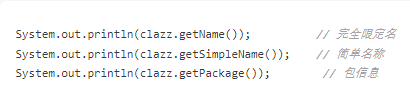 System.out.println(clazz.getName());        // 完全限定名
System.out.println(clazz.getSimpleName());   // 简单名称
System.out.println(clazz.getPackage());       // 包信息